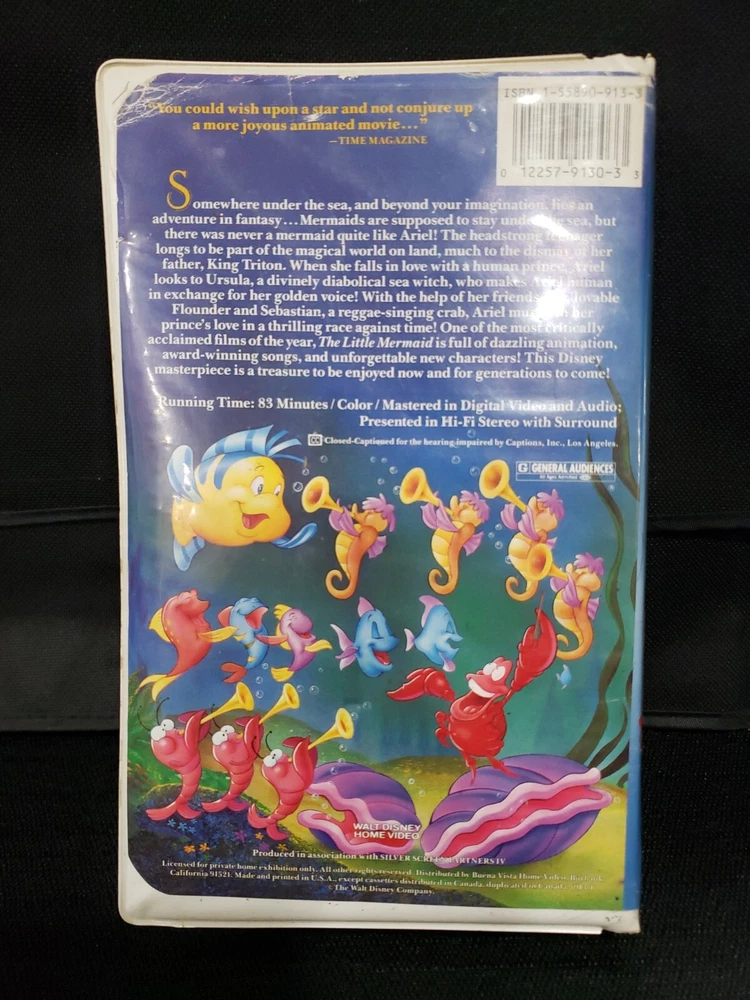 ISBN 1-55890-913-3
0 12257-9130-3 3
"You could wish upon a star and not conjure up
a more joyous animated movie..."
—TIME MAGAZINE
Somewhere under the sea, and beyond your imagination, lies an
adventure in fantasy...Mermaids are supposed to stay under the sea, but
there was never a mermaid quite like Ariel! The headstrong teenager
longs to be part of the magical world on land, much to the dismay of her
father, King Triton. When she falls in love with a human prince, Ariel
looks to Ursula, a divinely diabolical sea witch, who makes Ariel human
in exchange for her golden voice! With the help of her friends, lovable
Flounder and Sebastian, a reggae-singing crab, Ariel must her
prince's love in a thrilling race against time! One of the most critically
acclaimed films of the year, The Little Mermaid is full of dazzling animation,
award-winning songs, and unforgettable new characters! This Disney
masterpiece is a treasure to be enjoyed now and for generations to come!
Running Time: 83 Minutes / Color / Mastered in Digital Video and Audio;
Presented in Hi-Fi Stereo with Surround
CC Closed-Captioned for the hearing-impaired by Captions, Inc., Los Angeles.
G GENERAL AUDIENCES
All Ages Admitted
WALT DISNEY
HOME VIDEO
Produced in association with SILVER SCREEN PARTNERS IV
Licensed for private home exhibition only. All other rights reserved. Distributed by Buena Vista Home Video, Burbank,
California 91521. Made and printed in U.S.A., except cassettes distributed in Canada, duplicated in Canada.
© The Walt Disney Company